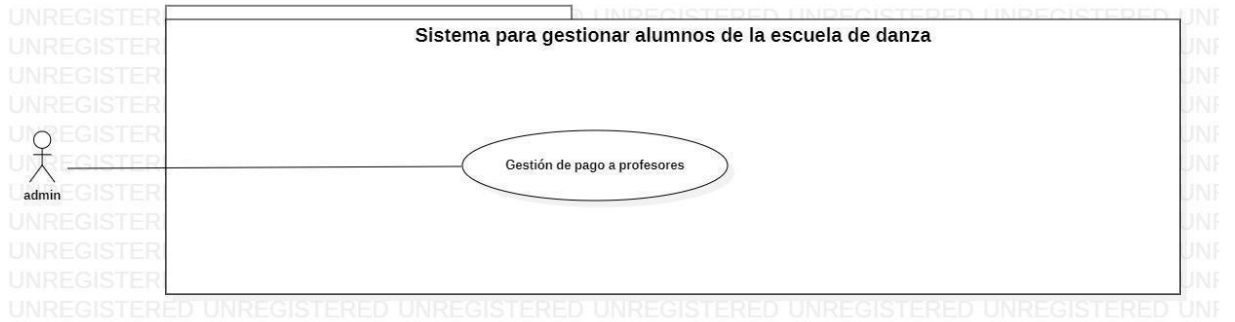 Sistema para gestionar alumnos de la escuela de danza
Gestión de pago a profesores
admin
UNREGISTERED UNREGISTERED UNREGISTERED UNREGISTERED UNREGISTERED UNREGISTERED